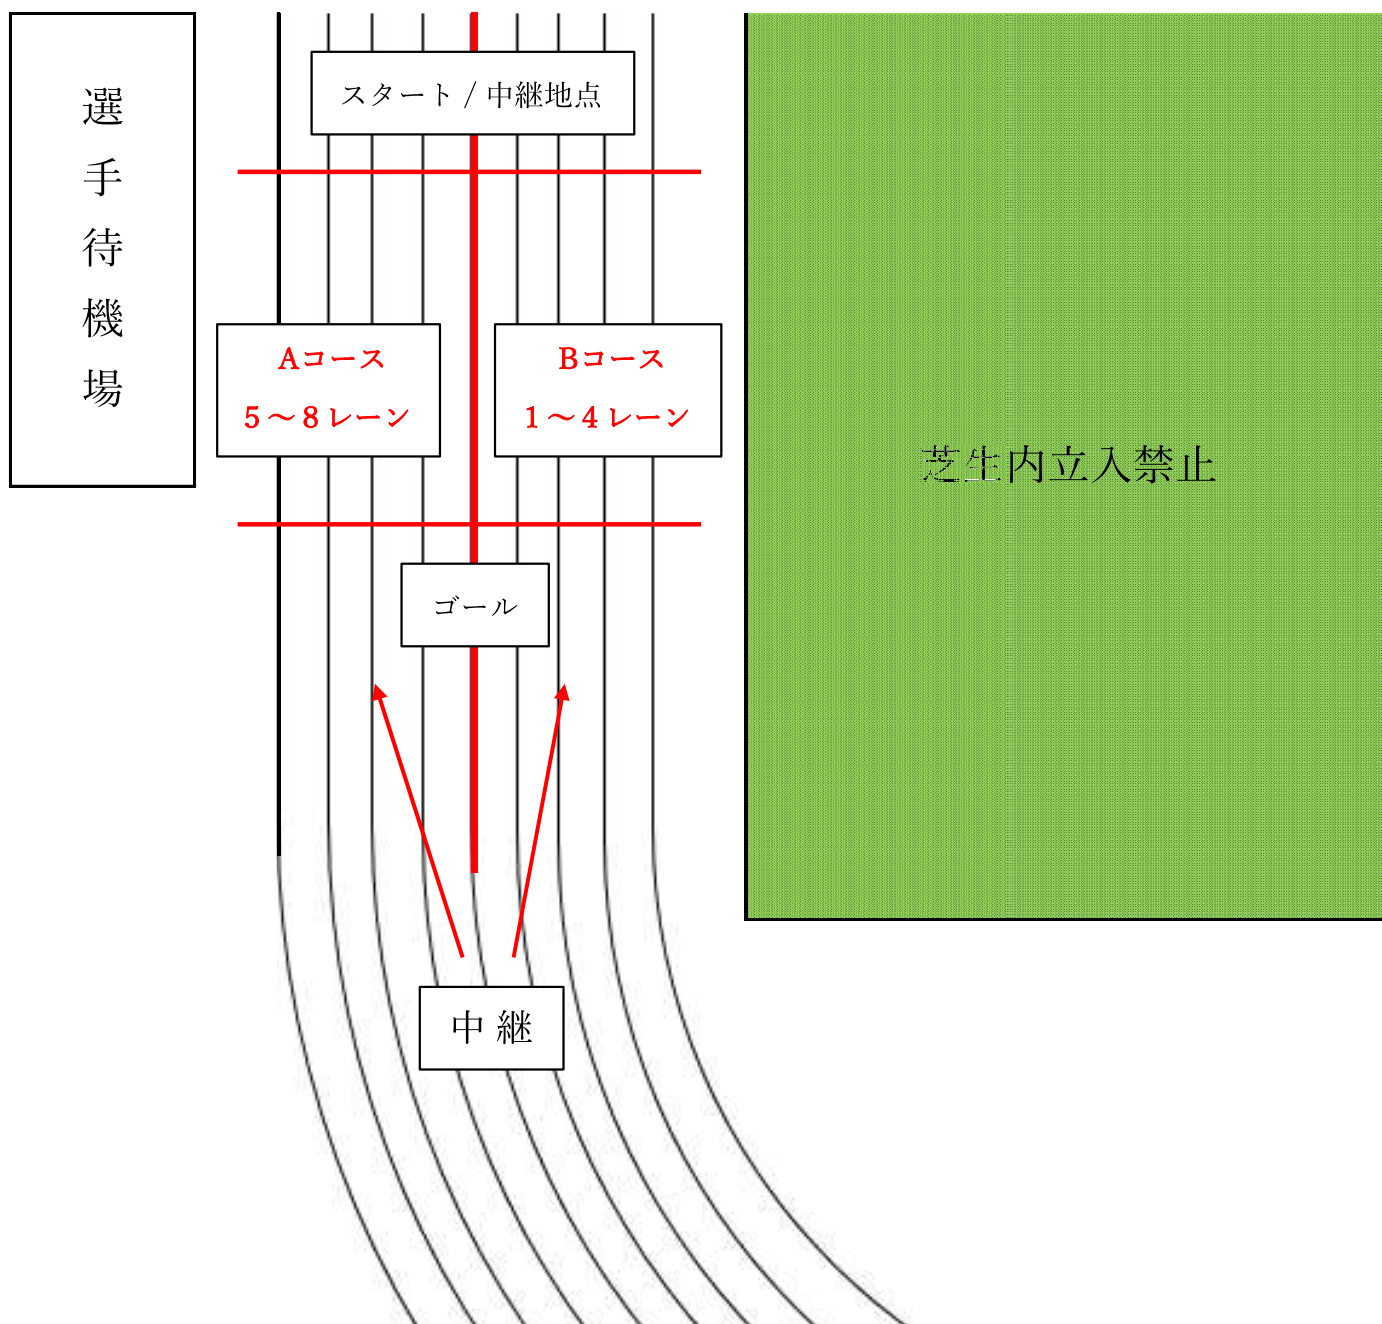 選手待機場
スタート / 中継地点
Aコース
5～8レーン
Bコース
1～4レーン
芝生内立入禁止
ゴール
中 継